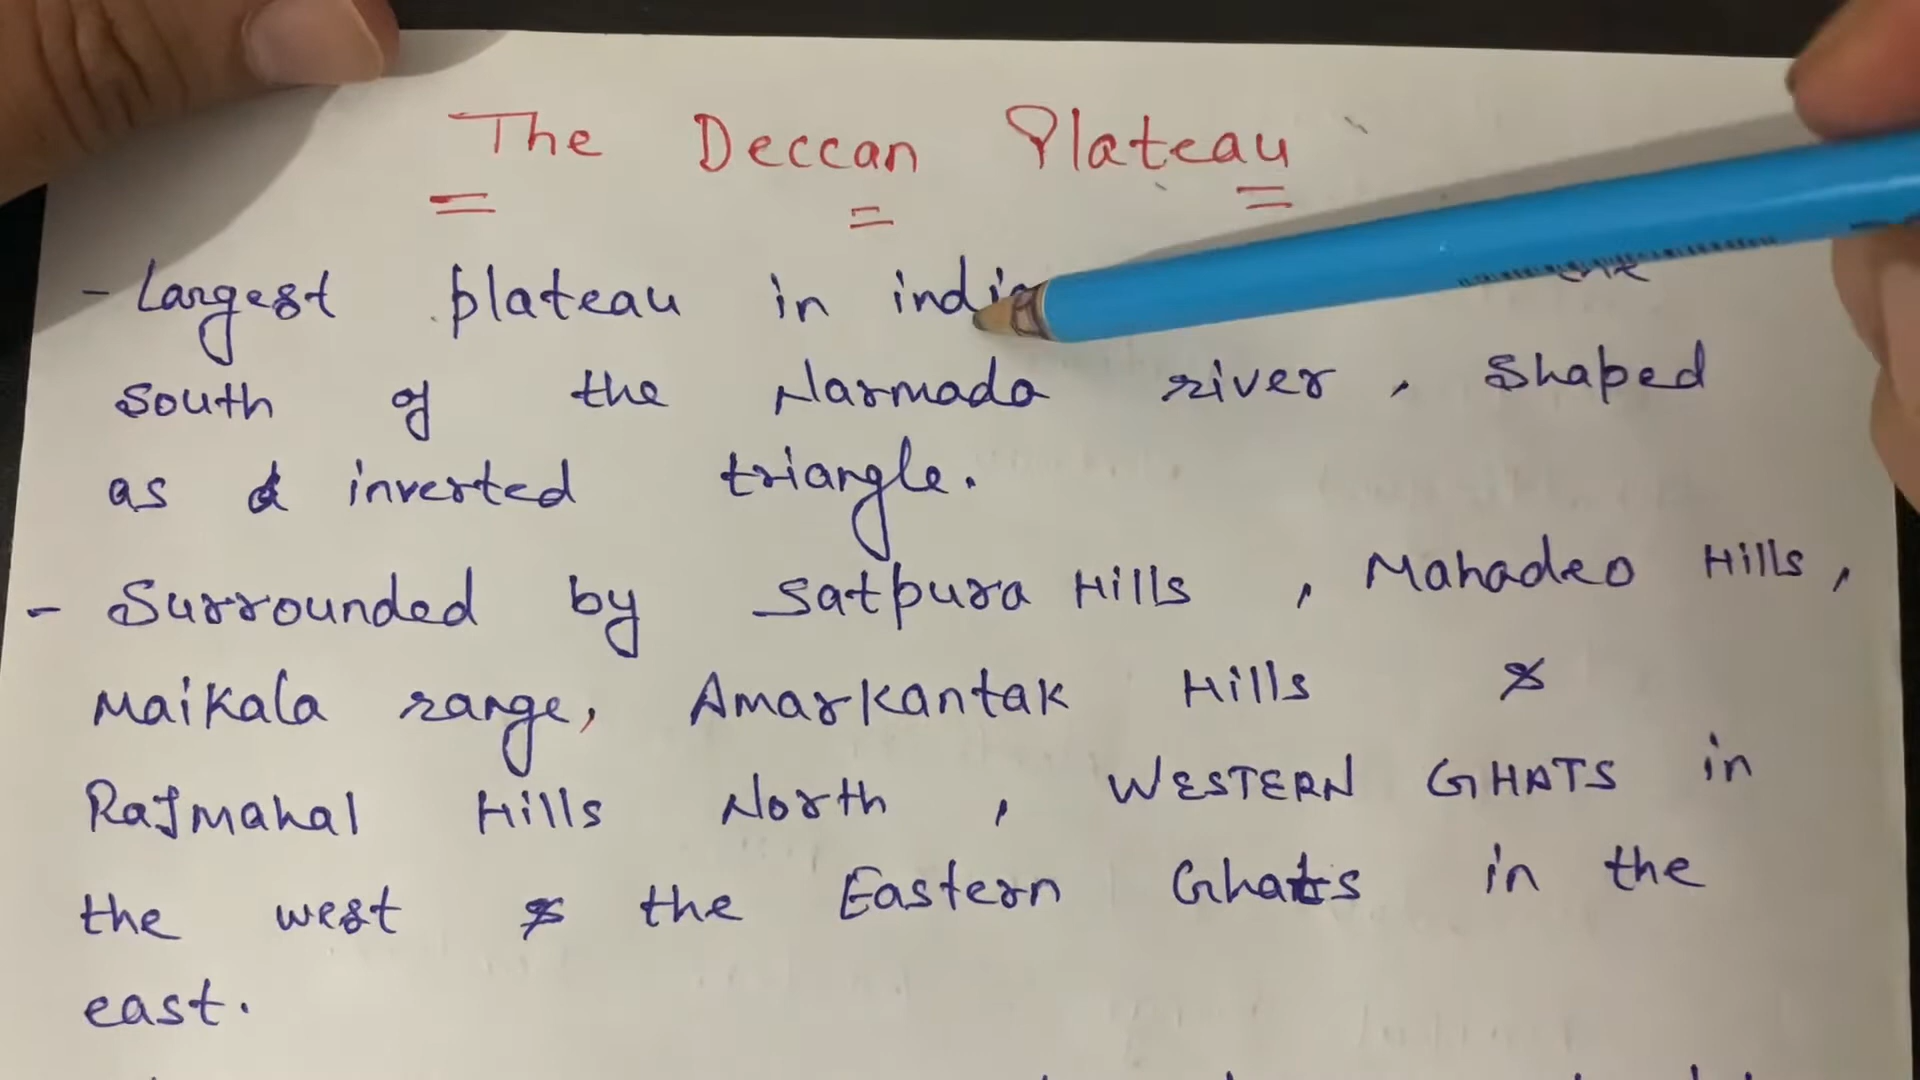 The Deccan Plateau
- Largest plateau in india the
south of the Narmada river, shaped
as a inverted triangle.
- Surrounded by Satpura Hills, Mahadeo Hills,
Maikala range, Amarkantak Hills &
Rajmahal Hills North, WESTERN GHATS in
the west & the Eastern Ghats in the
east.